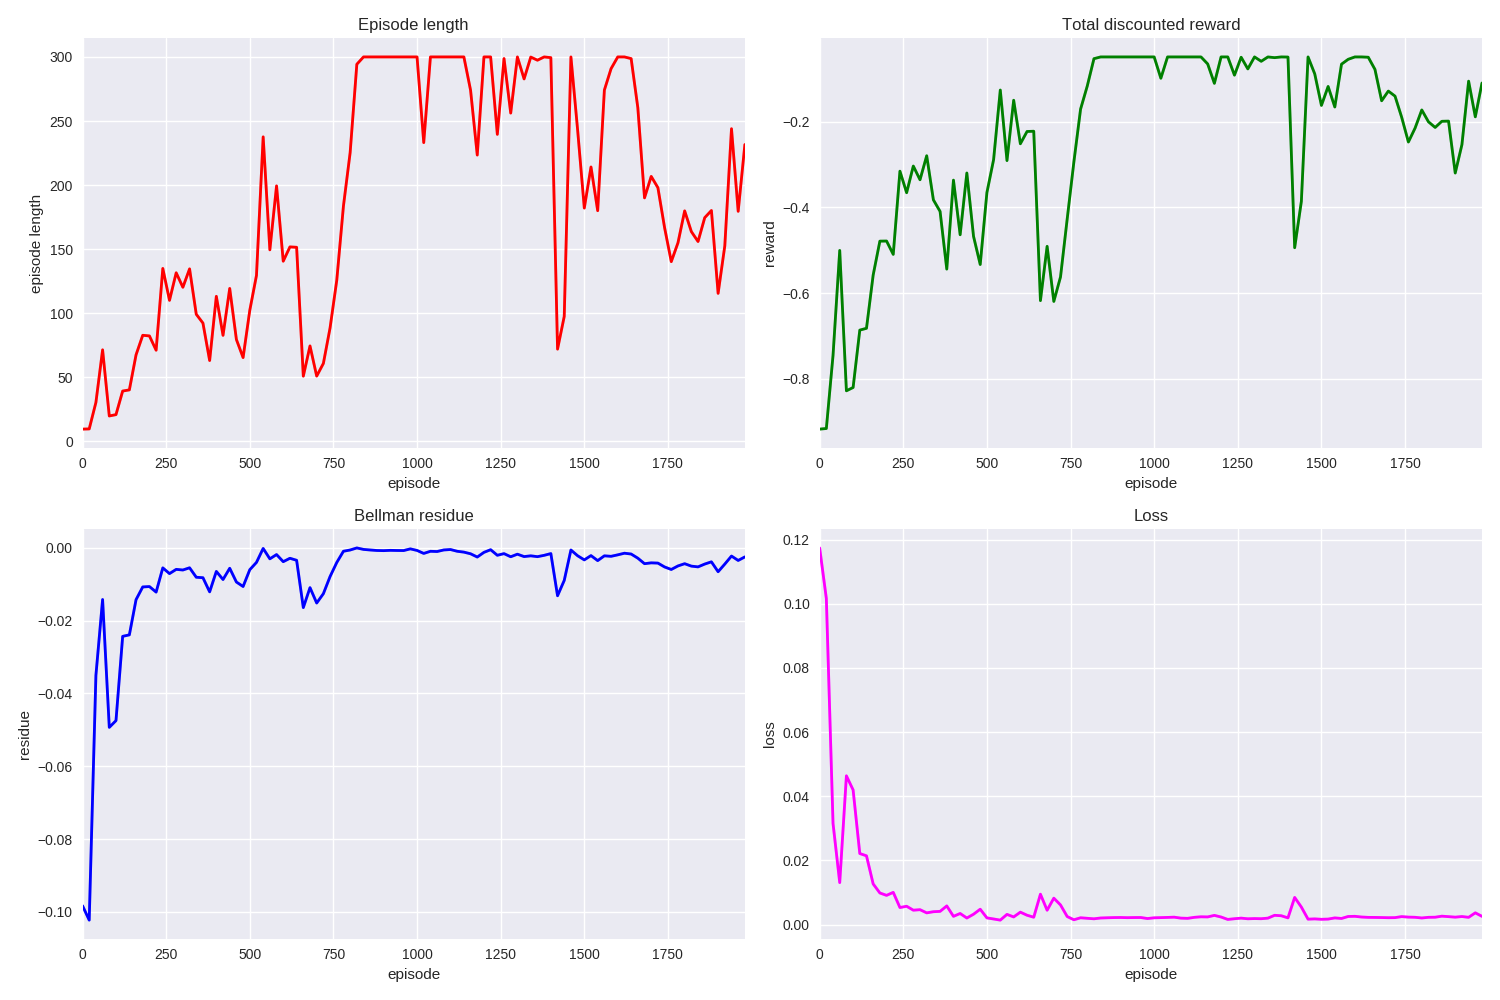 Episode length
300
250
200
150
100
50
0
episode length
0 250 500 750 1000 1250 1500 1750
episode
Total discounted reward
−0.2
−0.4
−0.6
−0.8
reward
0 250 500 750 1000 1250 1500 1750
episode
Bellman residue
0.00
−0.02
−0.04
−0.06
−0.08
−0.10
residue
0 250 500 750 1000 1250 1500 1750
episode
Loss
0.12
0.10
0.08
0.06
0.04
0.02
0.00
loss
0 250 500 750 1000 1250 1500 1750
episode